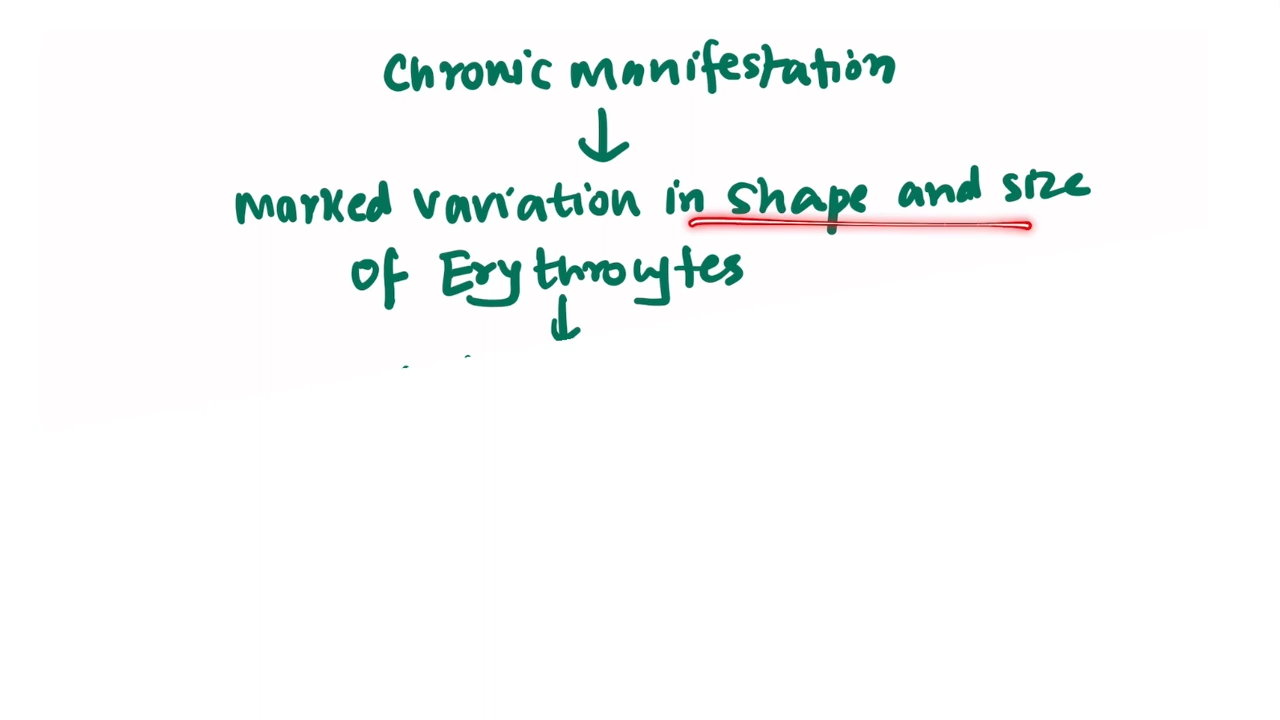 Chronic manifestation
↓
marked variation in shape and size
of Erythrocytes
↓